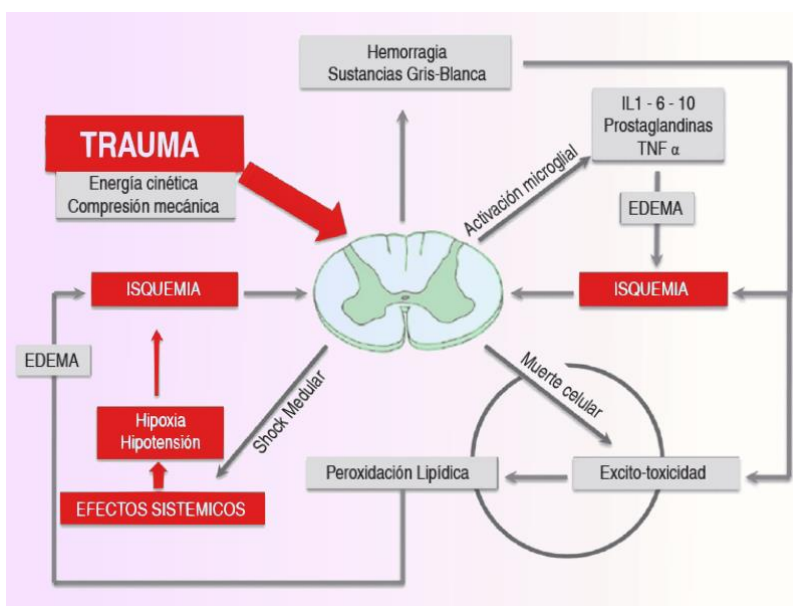 Hemorragia
Sustancias Gris-Blanca
TRAUMA
Energía cinética
Compresión mecánica
Activación microglial
IL1 - 6 - 10
Prostaglandinas
TNF α
EDEMA
ISQUEMIA
ISQUEMIA
EDEMA
Hipoxia
Hipotensión
EFECTOS SISTEMICOS
Shock Medular
Muerte celular
Peroxidación Lipídica
Excito-toxicidad